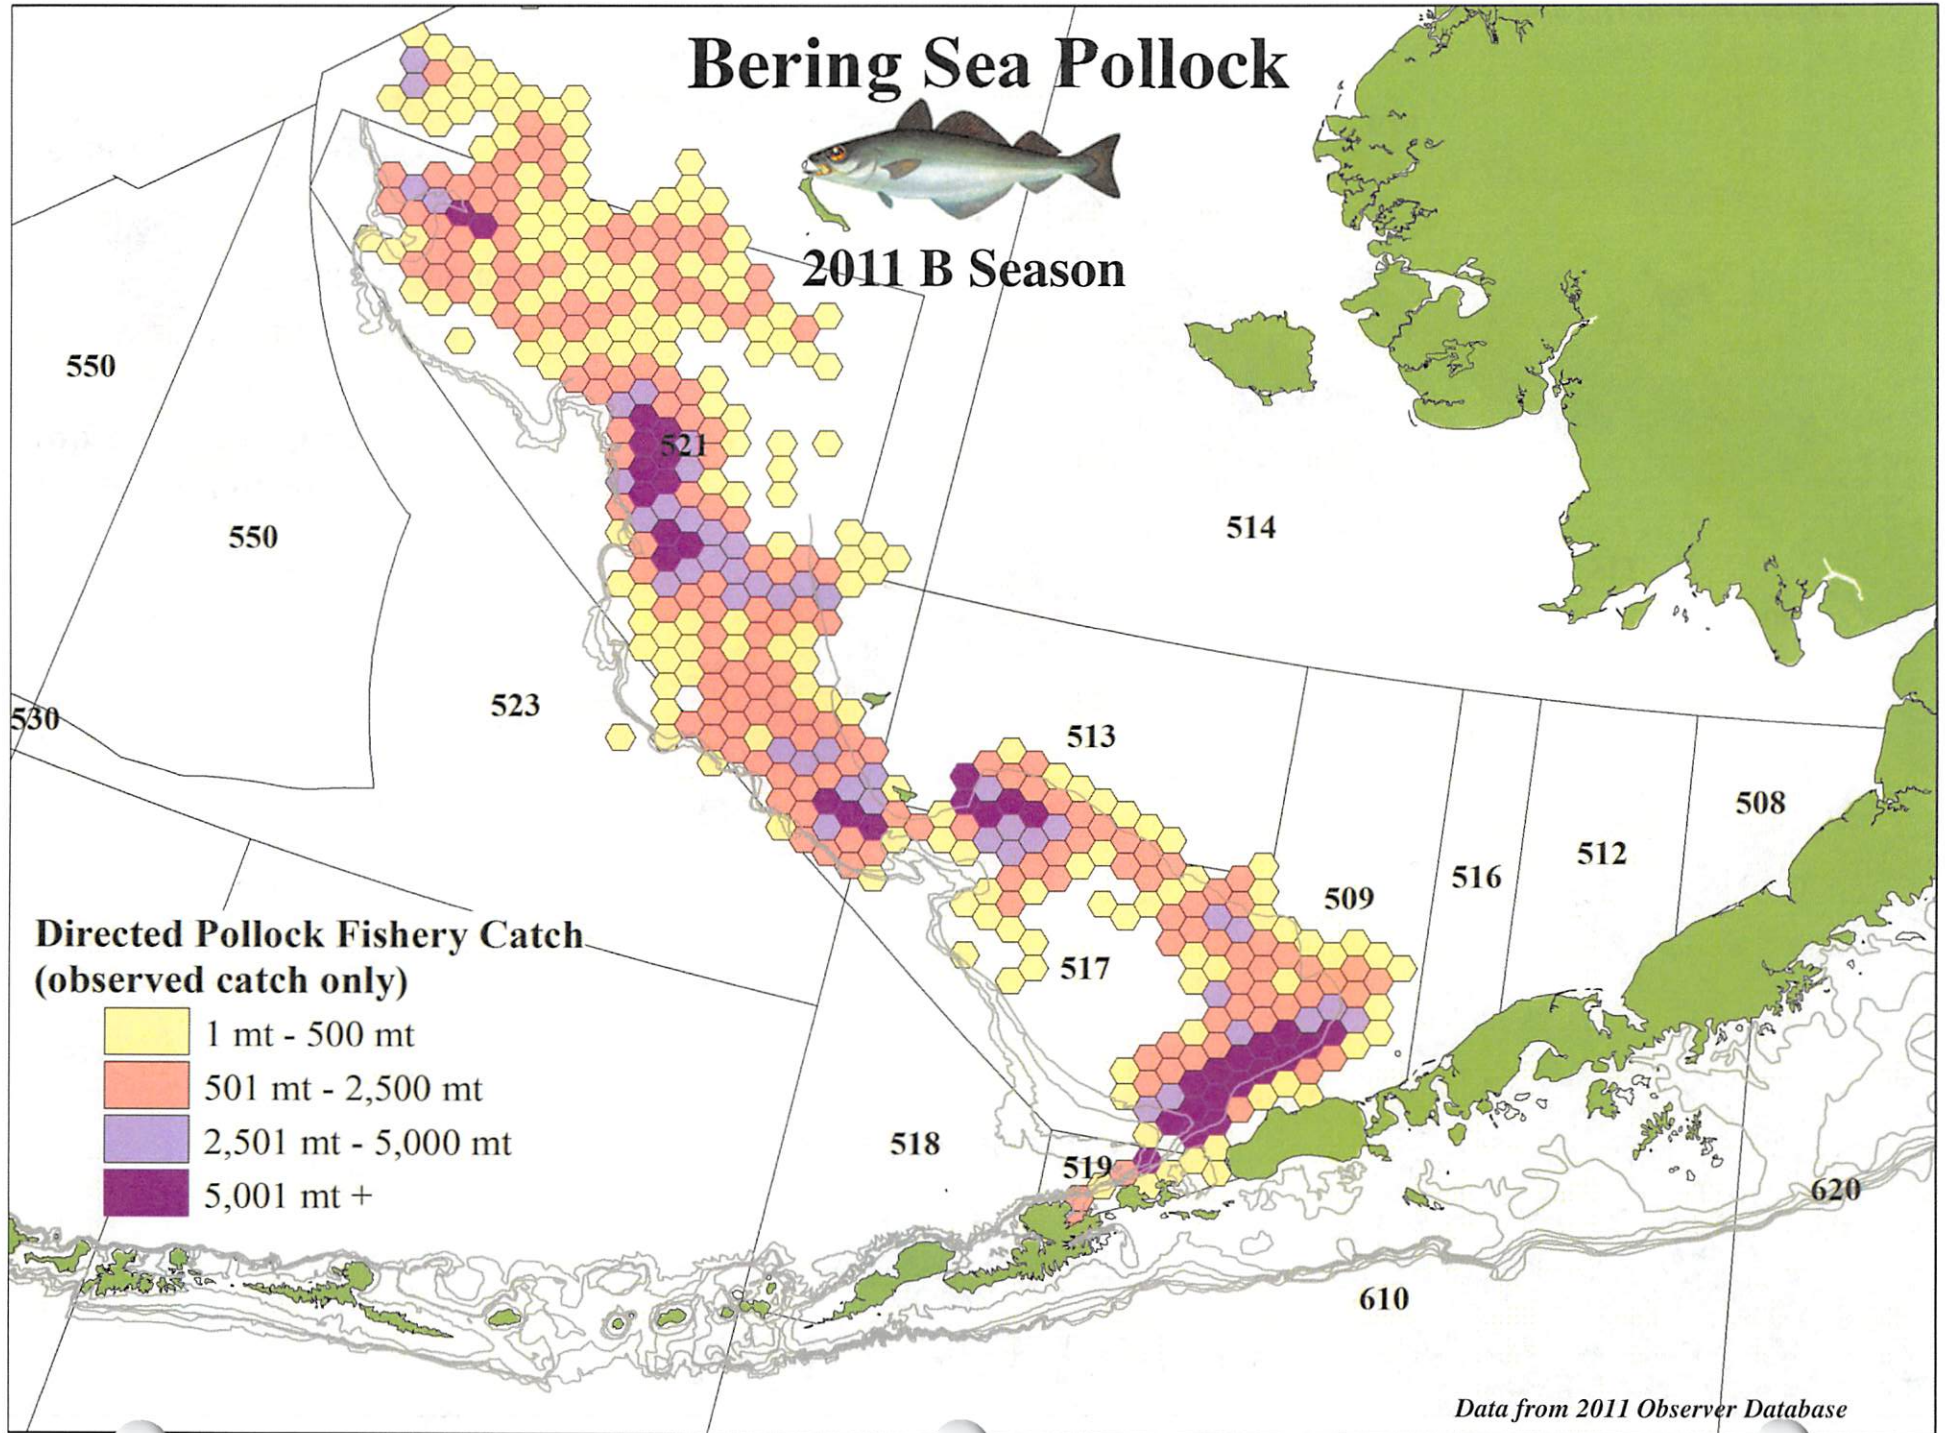 Bering Sea Pollock
2011 B Season
550
521
550
514
523
530
513
508
512
516
509
517
518
519
620
610
Directed Pollock Fishery Catch
(observed catch only)
1 mt - 500 mt
501 mt - 2,500 mt
2,501 mt - 5,000 mt
5,001 mt +
Data from 2011 Observer Database